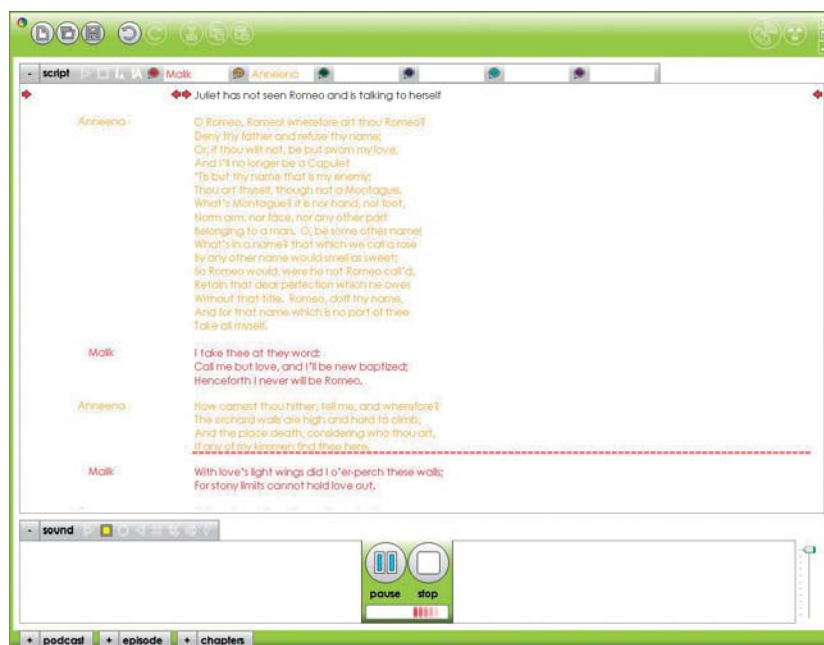 - script Malik Anneena
Juliet has not seen Romeo and is talking to herself
Anneena
O Romeo, Romeo! wherefore art thou Romeo?
Deny thy father and refuse thy name;
Or, if thou wilt not, be but sworn my love,
And I'll no longer be a Capulet
'Tis but thy name that is my enemy;
Thou art thyself, though not a Montague.
What's Montague? it is nor hand, nor foot,
Norm arm, nor face, nor any other part
Belonging to a man. O, be some other name!
What's in a name? that which we call a rose
By any other name would smell as sweet;
So Romeo would, were he not Romeo call'd,
Retain that dear perfection which he owes
Without that title. Romeo, doff thy name,
And for that name which is no part of thee
Take all myself.
Malik
I take thee at they word:
Call me but love, and I'll be new baptized;
Henceforth I never will be Romeo.
Anneena
How camest thou hither, tell me, and wherefore?
The orchard walls are high and hard to climb,
And the place death, considering who thou art,
If any of my kinsmen find thee here.
Malik
With love's light wings did I o'er-perch these walls;
For stony limits cannot hold love out.
- sound
pause stop
+ podcast + episode + chapters